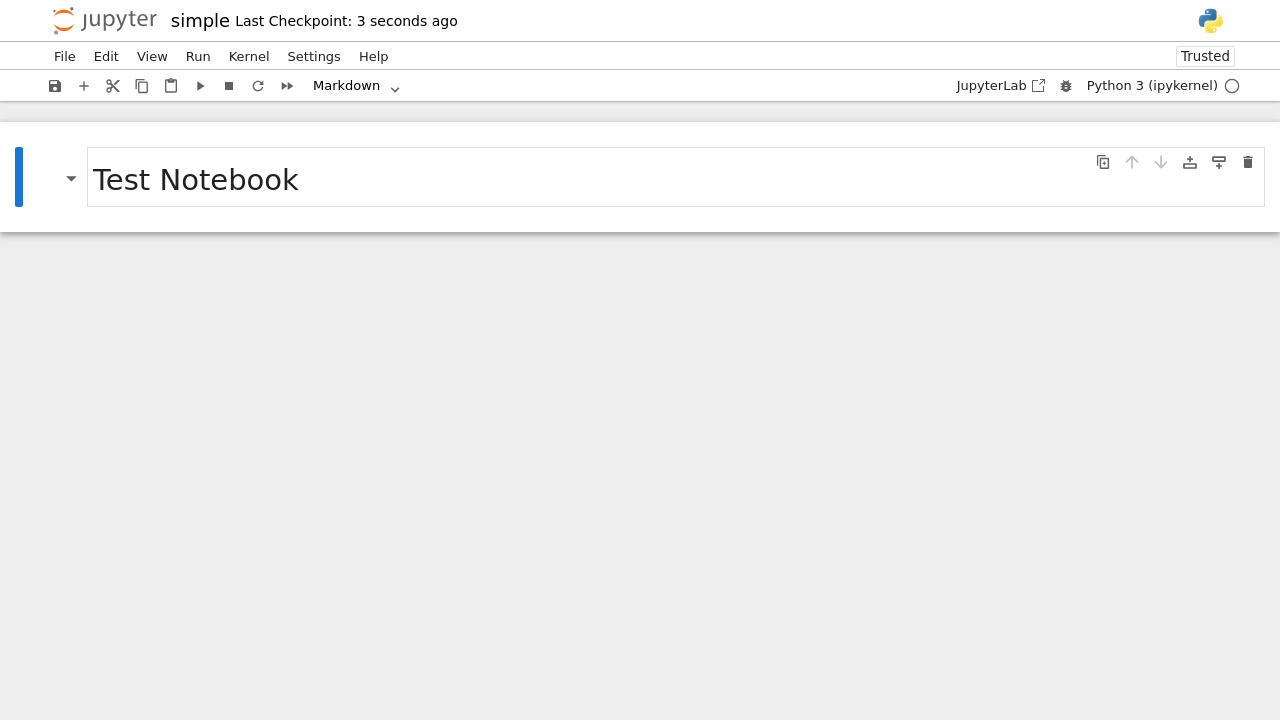 jupyter simple Last Checkpoint: 3 seconds ago
File Edit View Run Kernel Settings Help Trusted
Markdown JupyterLab Python 3 (ipykernel)
Test Notebook